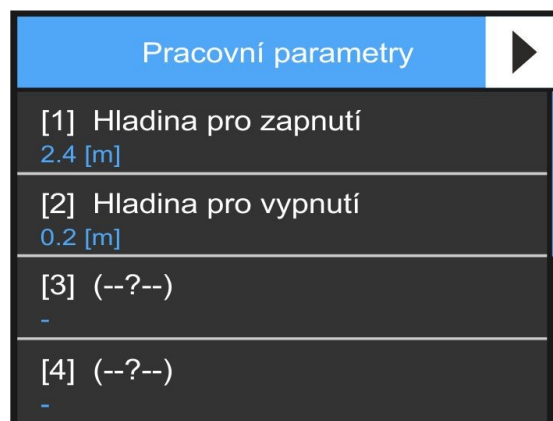 Pracovní parametry
[1] Hladina pro zapnutí
2.4 [m]
[2] Hladina pro vypnutí
0.2 [m]
[3] (--?--)
-
[4] (--?--)
-